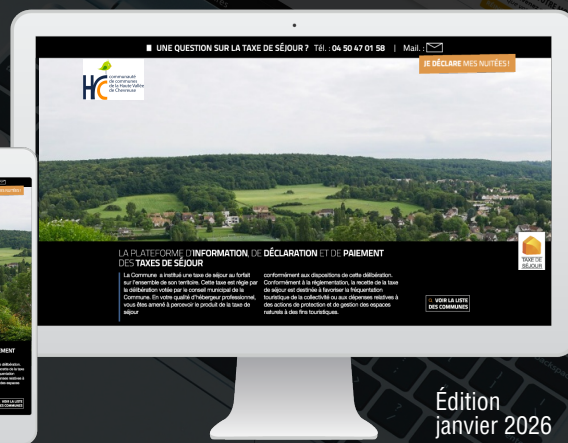 UNE QUESTION SUR LA TAXE DE SÉJOUR ? Tél. : 04 50 47 01 58 | Mail. :
JE DÉCLARE MES NUITÉES !
HC
communauté
de communes
de la Haute Vallée
de Chevreuse
LA PLATEFORME D'INFORMATION, DE DÉCLARATION ET DE PAIEMENT
DES TAXES DE SÉJOUR
La Commune a institué une taxe de séjour au forfait
sur l'ensemble de son territoire. Cette taxe est régie par
la délibération votée par le conseil municipal de la
Commune. En votre qualité d'hébergeur professionnel,
vous êtes amené à percevoir le produit de la taxe de
séjour
conformément aux dispositions de cette délibération.
Conformément à la réglementation, la recette de la taxe
de séjour est destinée à favoriser la fréquentation
touristique de la collectivité ou aux dépenses relatives à
des actions de protection et de gestion des espaces
naturels à des fins touristiques.
TAXE DE
SÉJOUR
VOIR LA LISTE
DES COMMUNES
VOIR LA LISTE
DES COMMUNES
Édition
janvier 2026